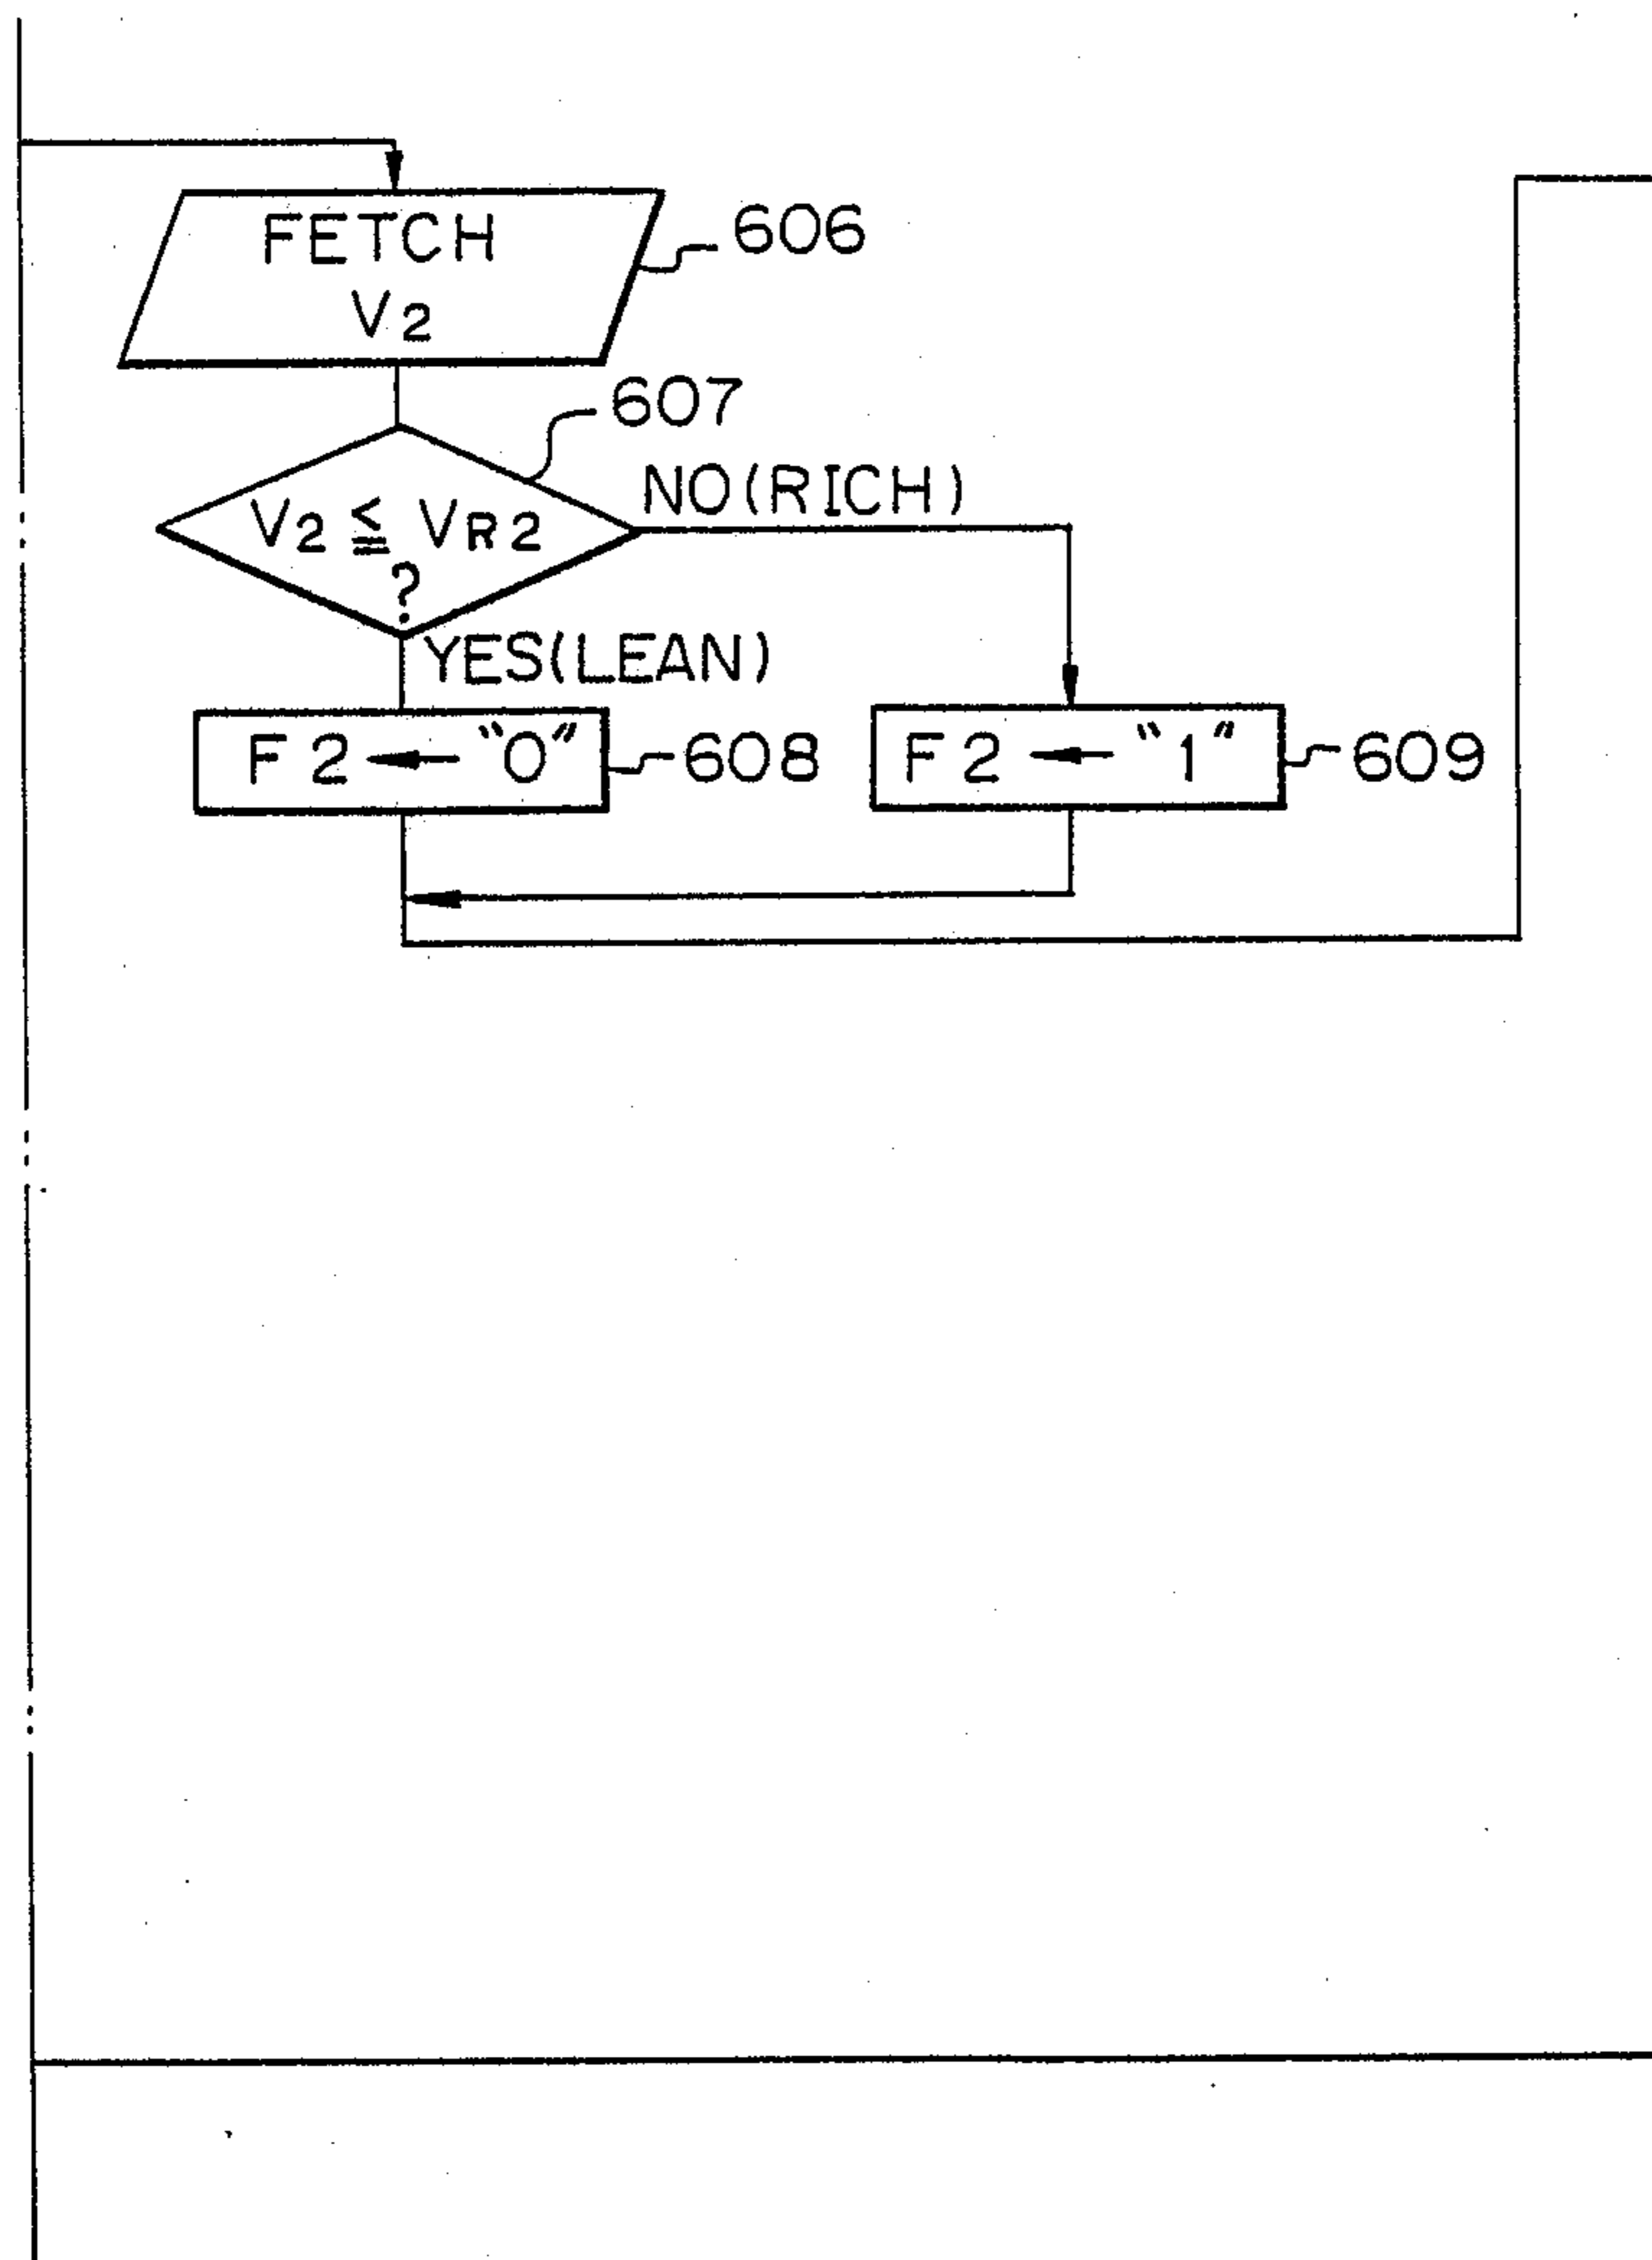 FETCH
V2
606
607
V2 ≦ VR2
?
NO(RICH)
YES(LEAN)
F2 ← "0"
608
F2 ← "1"
609